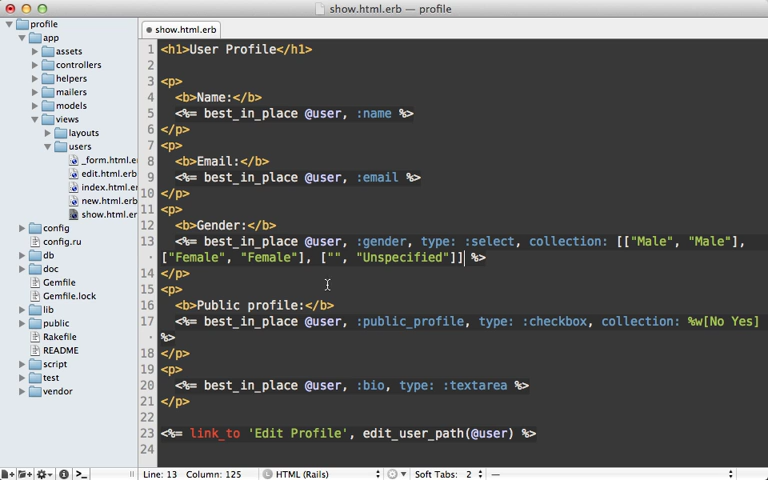 show.html.erb — profile
profile
app
assets
controllers
helpers
mailers
models
views
layouts
users
_form.html.e
edit.html.erb
index.html.erb
new.html.erb
show.html.er
config
config.ru
db
doc
Gemfile
Gemfile.lock
lib
public
Rakefile
README
script
test
vendor
show.html.erb
1 <h1>User Profile</h1>
2
3 <p>
4 <b>Name:</b>
5 <%= best_in_place @user, :name %>
6 </p>
7 <p>
8 <b>Email:</b>
9 <%= best_in_place @user, :email %>
10 </p>
11 <p>
12 <b>Gender:</b>
13 <%= best_in_place @user, :gender, type: :select, collection: [["Male", "Male"],
· ["Female", "Female"], ["", "Unspecified"]] %>
14 </p>
15 <p>
16 <b>Public profile:</b>
17 <%= best_in_place @user, :public_profile, type: :checkbox, collection: %w[No Yes]
· %>
18 </p>
19 <p>
20 <%= best_in_place @user, :bio, type: :textarea %>
21 </p>
22
23 <%= link_to 'Edit Profile', edit_user_path(@user) %>
24
Line: 13 Column: 125 L HTML (Rails) Soft Tabs: 2 —